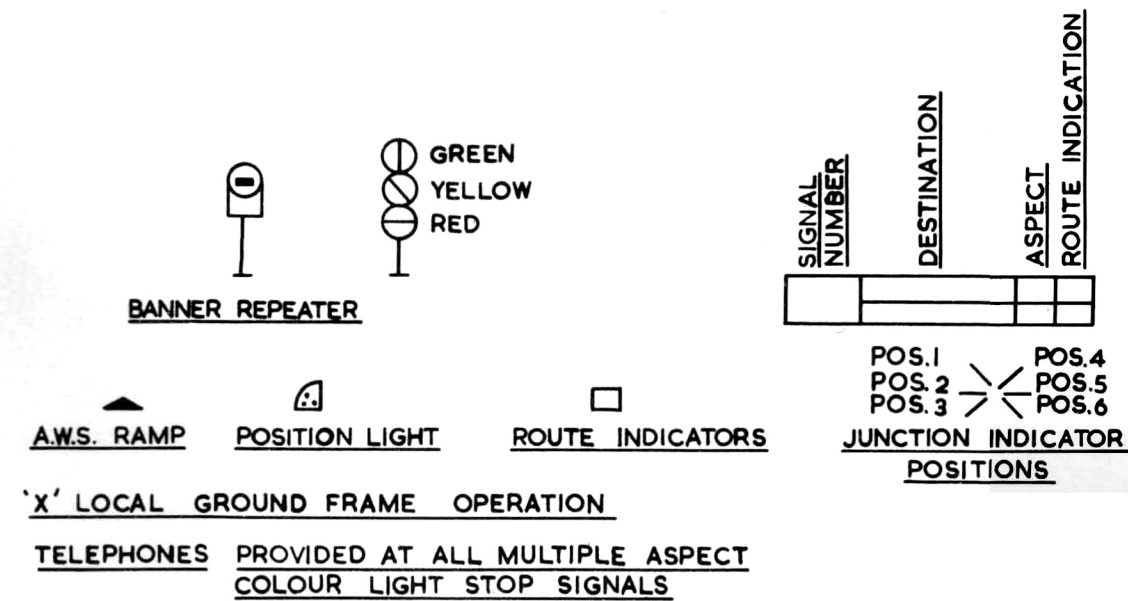 SIGNAL
NUMBER
DESTINATION
ASPECT
ROUTE INDICATION
GREEN
YELLOW
RED
BANNER REPEATER
POS.1
POS.2
POS.3
POS.4
POS.5
POS.6
A.W.S. RAMP
POSITION LIGHT
ROUTE INDICATORS
JUNCTION INDICATOR
POSITIONS
'X' LOCAL GROUND FRAME OPERATION
TELEPHONES PROVIDED AT ALL MULTIPLE ASPECT
COLOUR LIGHT STOP SIGNALS